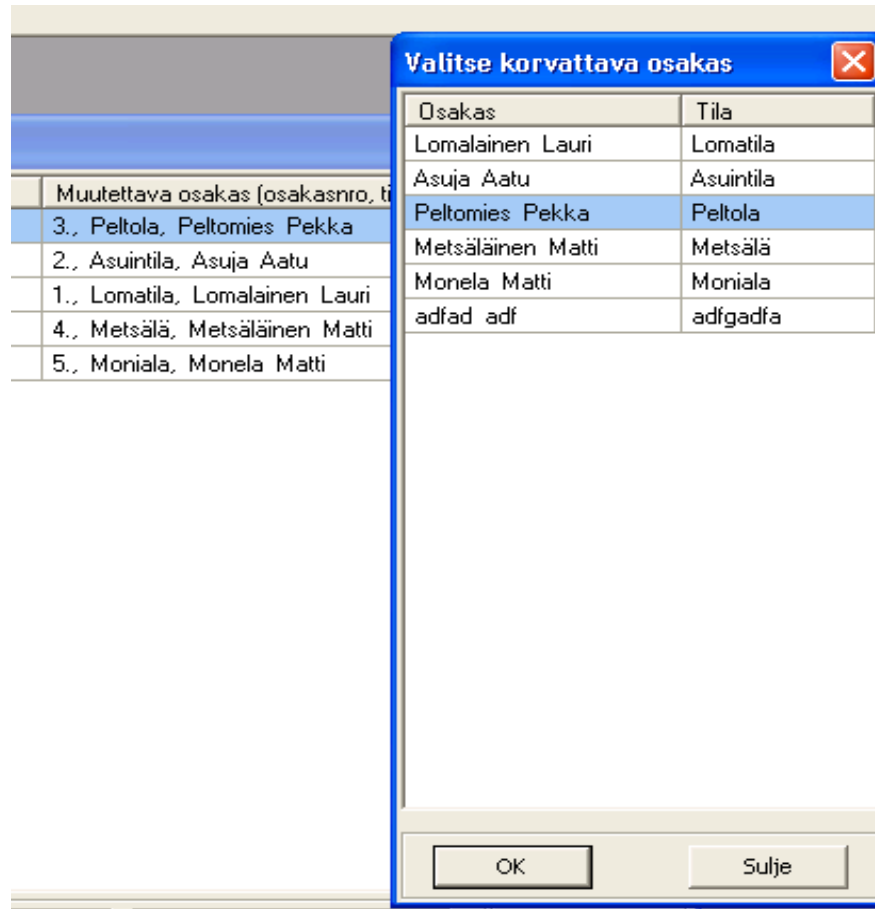 Valitse korvattava osakas
Osakas Tila
Lomalainen Lauri Lomatila
Asuja Aatu Asuintila
Peltomies Pekka Peltola
Metsäläinen Matti Metsälä
Monela Matti Moniala
adfad adf adfgadfa
OK Sulje
Muutettava osakas (osakasnro, ti
3., Peltola, Peltomies Pekka
2., Asuintila, Asuja Aatu
1., Lomatila, Lomalainen Lauri
4., Metsälä, Metsäläinen Matti
5., Moniala, Monela Matti